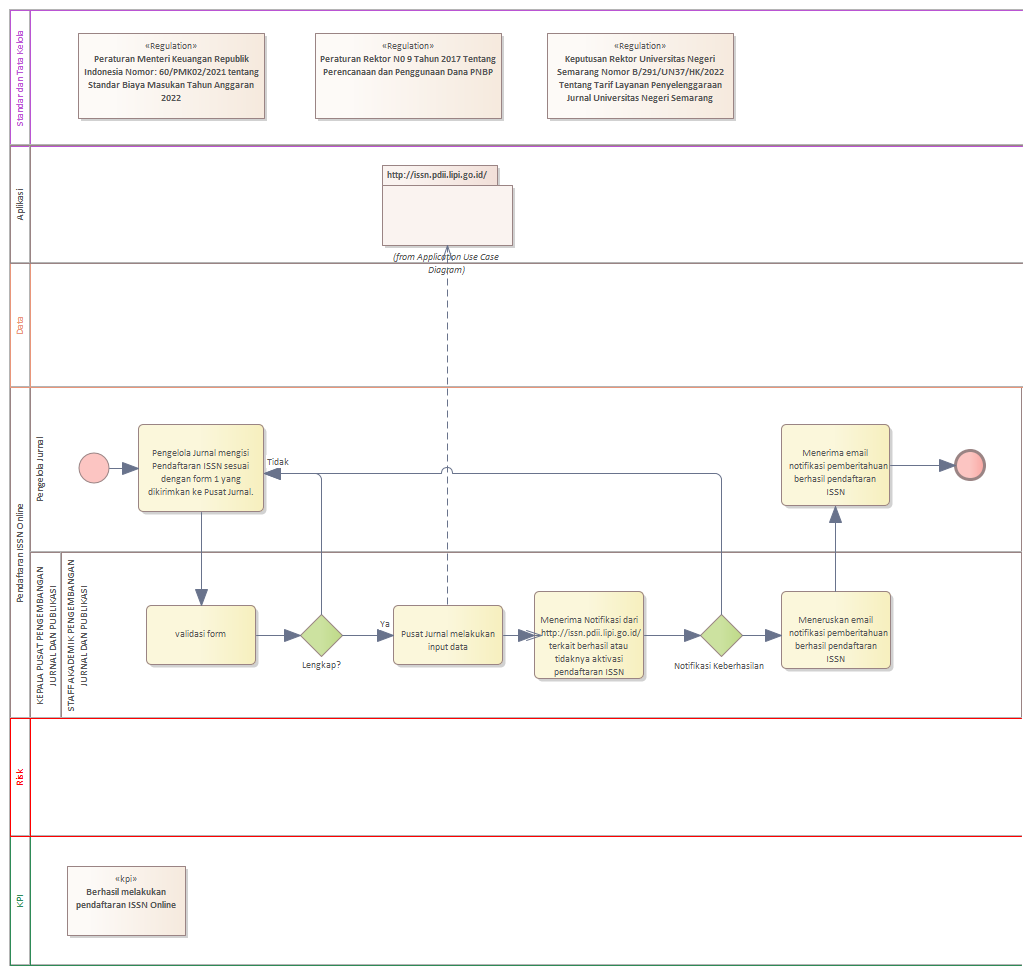 Standar dan Tata Kelola
«Regulation»
Peraturan Menteri Keuangan Republik
Indonesia Nomor: 60/PMK02/2021 tentang
Standar Biaya Masukan Tahun Anggaran
2022
«Regulation»
Peraturan Rektor N0 9 Tahun 2017 Tentang
Perencanaan dan Penggunaan Dana PNBP
«Regulation»
Keputusan Rektor Universitas Negeri
Semarang Nomor B/291/UN37/HK/2022
Tentang Tarif Layanan Penyelenggaraan
Jurnal Universitas Negeri Semarang
Aplikasi
http://issn.pdii.lipi.go.id/
(from Application Use Case
Diagram)
Data
Pendaftaran ISSN Online
Pengelola Jurnal
Pengelola Jurnal mengisi
Pendaftaran ISSN sesuai
dengan form 1 yang
dikirimkan ke Pusat Jurnal.
Tidak
Menerima email
notifikasi pemberitahuan
berhasil pendaftaran
ISSN
KEPALA PUSAT PENGEMBANGAN
JURNAL DAN PUBLIKASI
STAFF AKADEMIK PENGEMBANGAN
JURNAL DAN PUBLIKASI
validasi form
Lengkap?
Ya
Pusat Jurnal melakukan
input data
Menerima Notifikasi dari
http://issn.pdii.lipi.go.id/
terkait berhasil atau
tidaknya aktivasi
pendaftaran ISSN
Notifikasi Keberhasilan
Meneruskan email
notifikasi pemberitahuan
berhasil pendaftaran
ISSN
Risk
KPI
«kpi»
Berhasil melakukan
pendaftaran ISSN Online